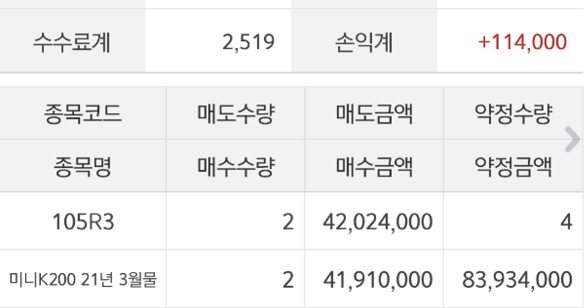 수수료계 2,519 손익계 +114,000
종목코드 매도수량 매도금액 약정수량
종목명 매수수량 매수금액 약정금액
105R3 2 42,024,000 4
미니K200 21년 3월물 2 41,910,000 83,934,000